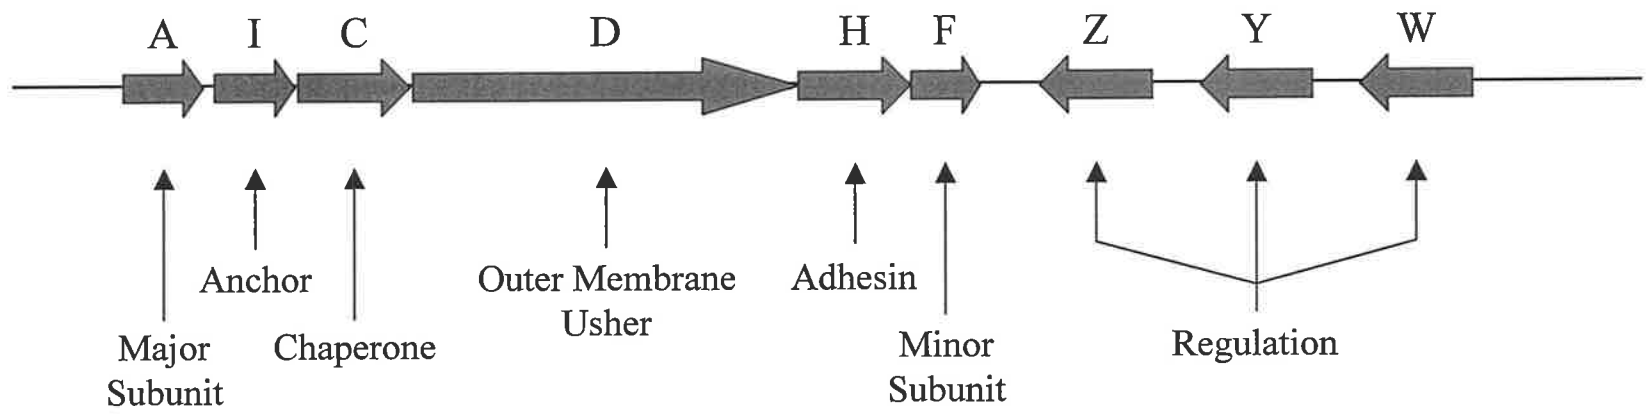 A I C D H F Z Y W
Anchor
Outer Membrane
Usher
Adhesin
Major
Subunit
Chaperone
Minor
Subunit
Regulation